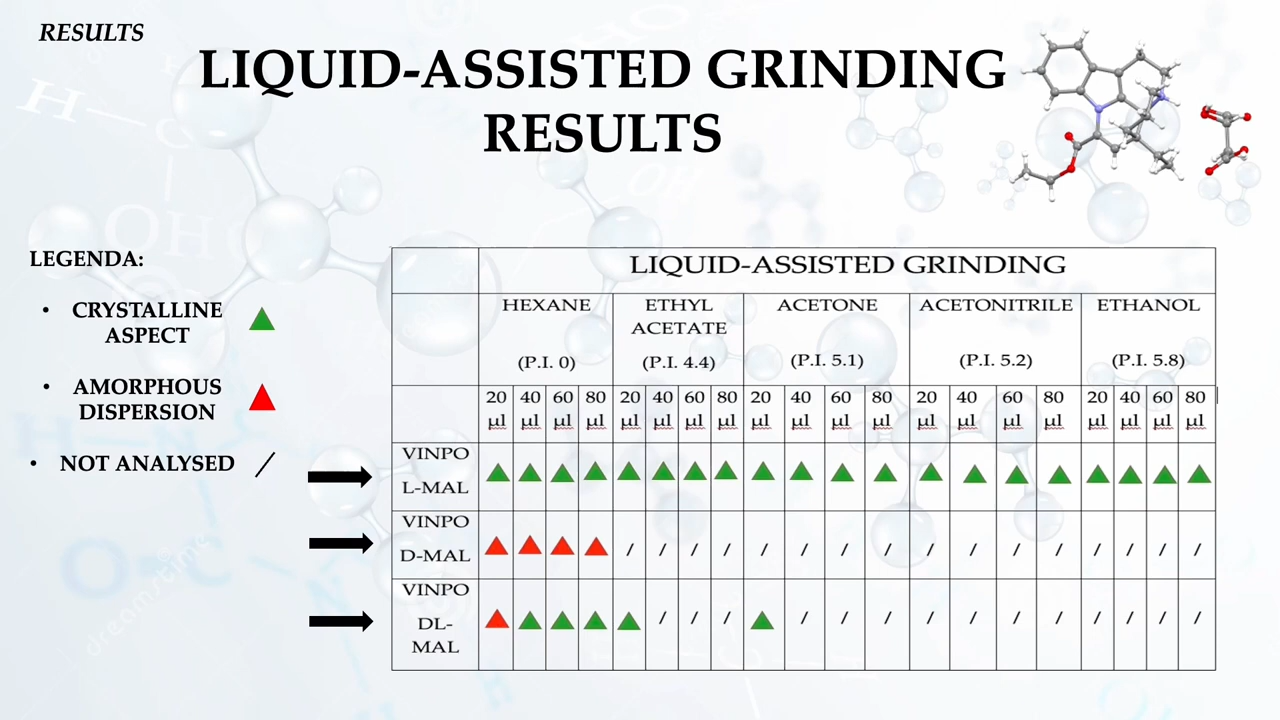 RESULTS
LIQUID-ASSISTED GRINDING
RESULTS
LEGENDA:
• CRYSTALLINE
ASPECT
• AMORPHOUS
DISPERSION
• NOT ANALYSED /
LIQUID-ASSISTED GRINDING
HEXANE
(P.I. 0)
ETHYL
ACETATE
(P.I. 4.4)
ACETONE
(P.I. 5.1)
ACETONITRILE
(P.I. 5.2)
ETHANOL
(P.I. 5.8)
20 40 60 80 20 40 60 80 20 40 60 80 20 40 60 80 20 40 60 80
µl µl µl µl µl µl µl µl µl µl µl µl µl µl µl µl µl µl µl µl
VINPO
L-MAL
VINPO
D-MAL / / / / / / / / / / / / / / / /
VINPO
DL-
MAL / / / / / / / / / / / / / /
H
C
OH
H N
O C
N
dreamstime